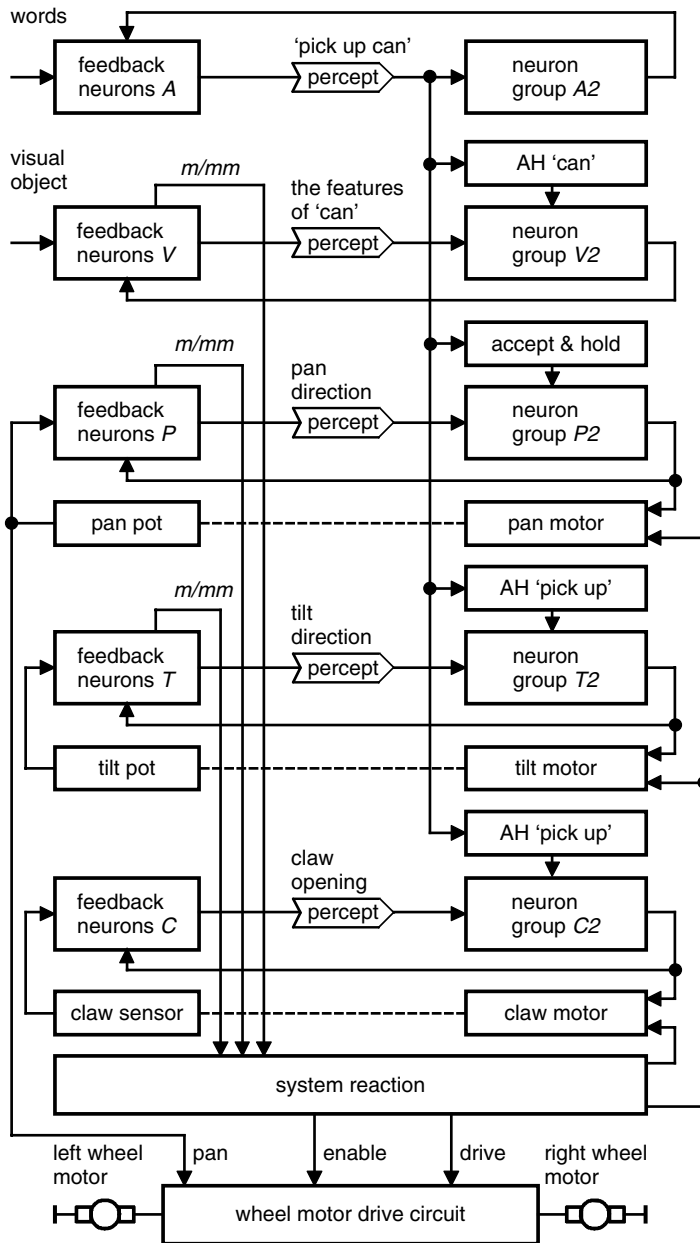 words
feedback
neurons A
'pick up can'
percept
neuron
group A2
visual
object
m/mm
AH 'can'
the features
of 'can'
feedback
neurons V
percept
neuron
group V2
m/mm
accept & hold
pan
direction
feedback
neurons P
percept
neuron
group P2
pan pot
pan motor
m/mm
AH 'pick up'
tilt
direction
feedback
neurons T
percept
neuron
group T2
tilt pot
tilt motor
AH 'pick up'
claw
opening
feedback
neurons C
percept
neuron
group C2
claw sensor
claw motor
system reaction
left wheel
motor
pan
enable
drive
right wheel
motor
wheel motor drive circuit